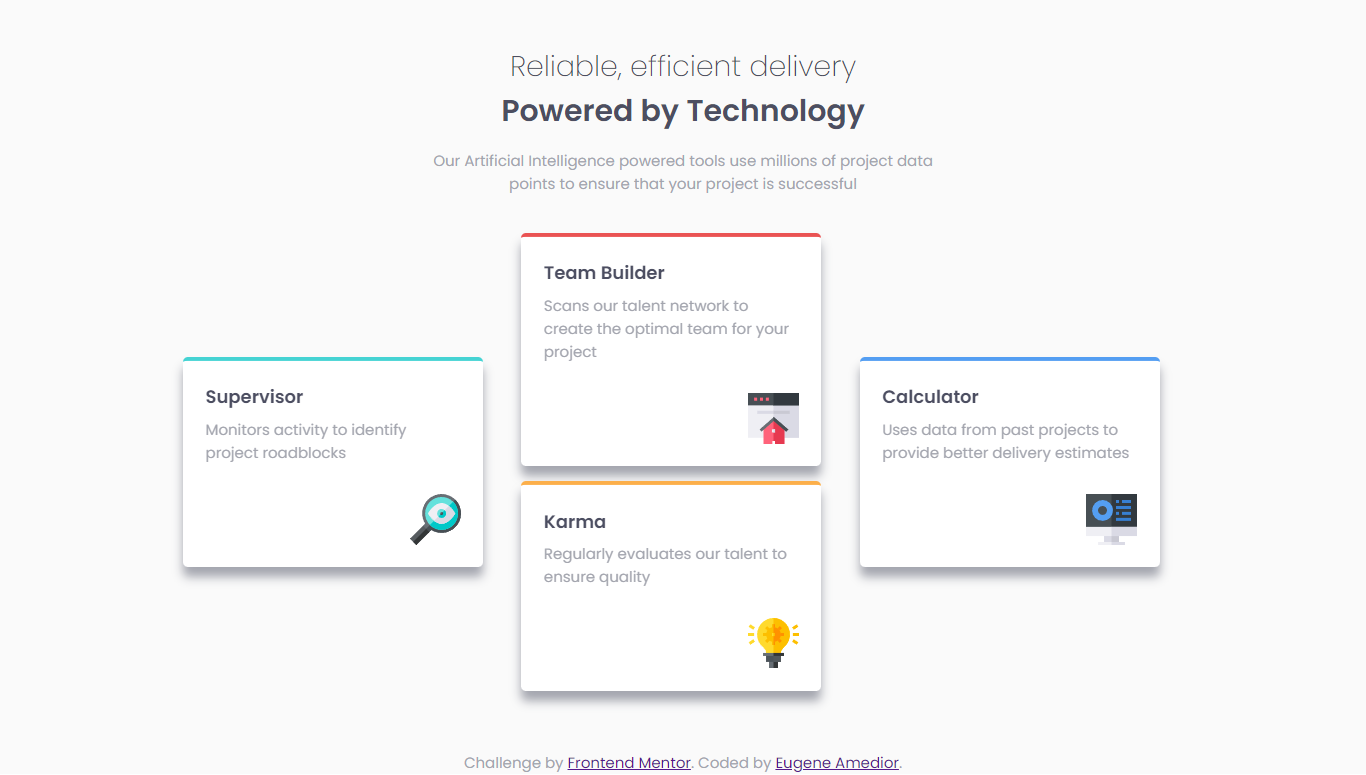 Reliable, efficient delivery
Powered by Technology
Our Artificial Intelligence powered tools use millions of project data
points to ensure that your project is successful
Supervisor
Monitors activity to identify
project roadblocks
Team Builder
Scans our talent network to
create the optimal team for your
project
Karma
Regularly evaluates our talent to
ensure quality
Calculator
Uses data from past projects to
provide better delivery estimates
Challenge by Frontend Mentor. Coded by Eugene Amedior.